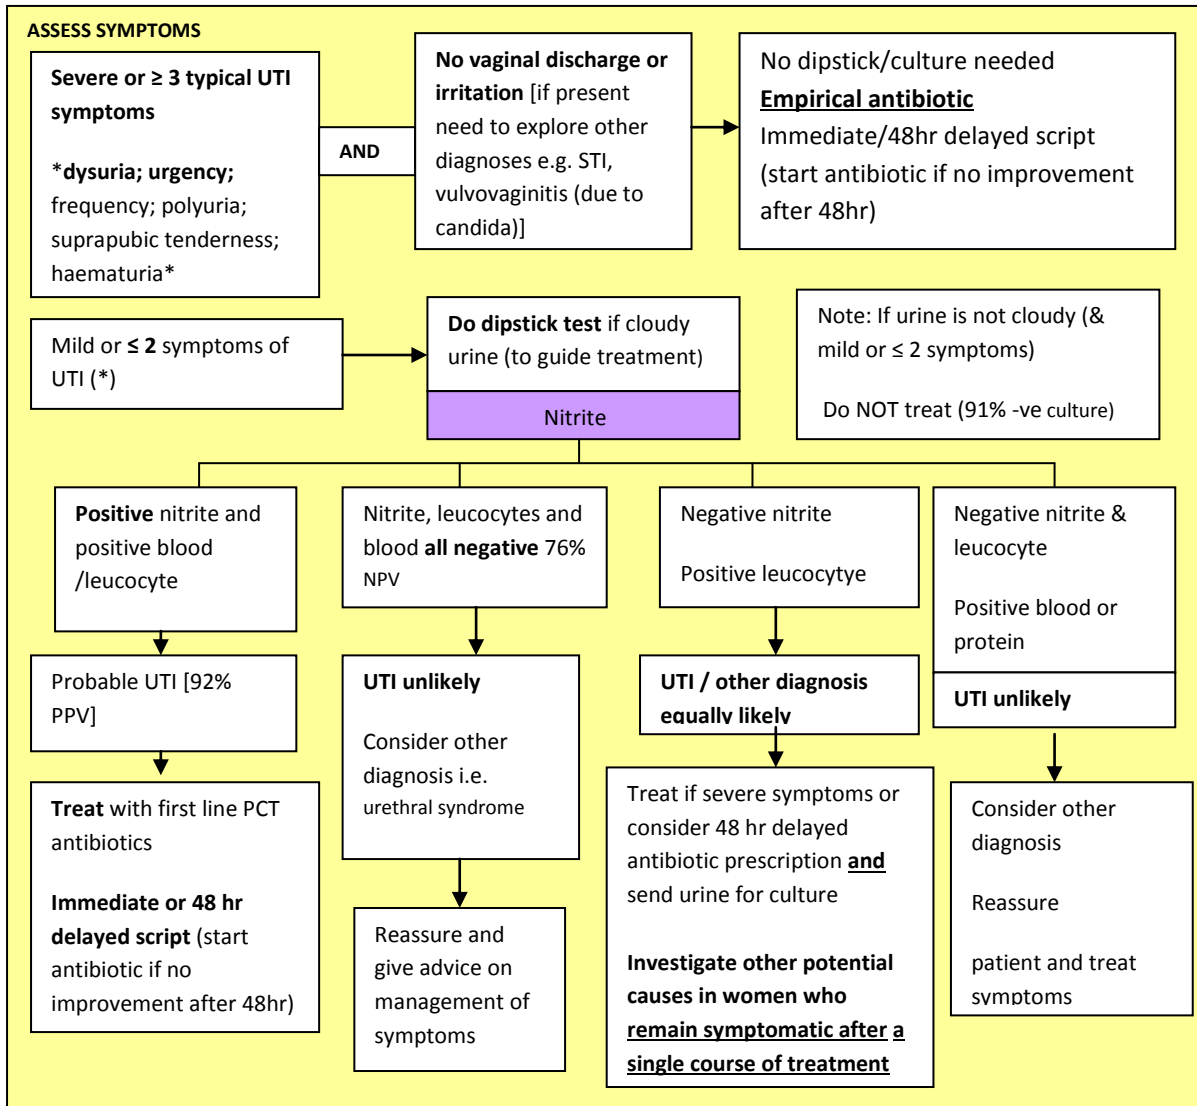 ASSESS SYMPTOMS
Severe or ≥ 3 typical UTI
symptoms
*dysuria; urgency;
frequency; polyuria;
suprapubic tenderness;
haematuria*
AND
No vaginal discharge or
irritation [if present
need to explore other
diagnoses e.g. STI,
vulvovaginitis (due to
candida)]
No dipstick/culture needed
Empirical antibiotic
Immediate/48hr delayed script
(start antibiotic if no improvement
after 48hr)
Mild or ≤ 2 symptoms of
UTI (*)
Do dipstick test if cloudy
urine (to guide treatment)
Nitrite
Note: If urine is not cloudy (&
mild or ≤ 2 symptoms)
Do NOT treat (91% -ve culture)
Positive nitrite and
positive blood
/leucocyte
Probable UTI [92%
PPV]
Treat with first line PCT
antibiotics
Immediate or 48 hr
delayed script (start
antibiotic if no
improvement after 48hr)
Nitrite, leucocytes and
blood all negative 76%
NPV
UTI unlikely
Consider other
diagnosis i.e.
urethral syndrome
Reassure and
give advice on
management of
symptoms
Negative nitrite
Positive leucocytye
UTI / other diagnosis
equally likely
Treat if severe symptoms or
consider 48 hr delayed
antibiotic prescription and
send urine for culture
Investigate other potential
causes in women who
remain symptomatic after a
single course of treatment
Negative nitrite &
leucocyte
Positive blood or
protein
UTI unlikely
Consider other
diagnosis
Reassure
patient and treat
symptoms